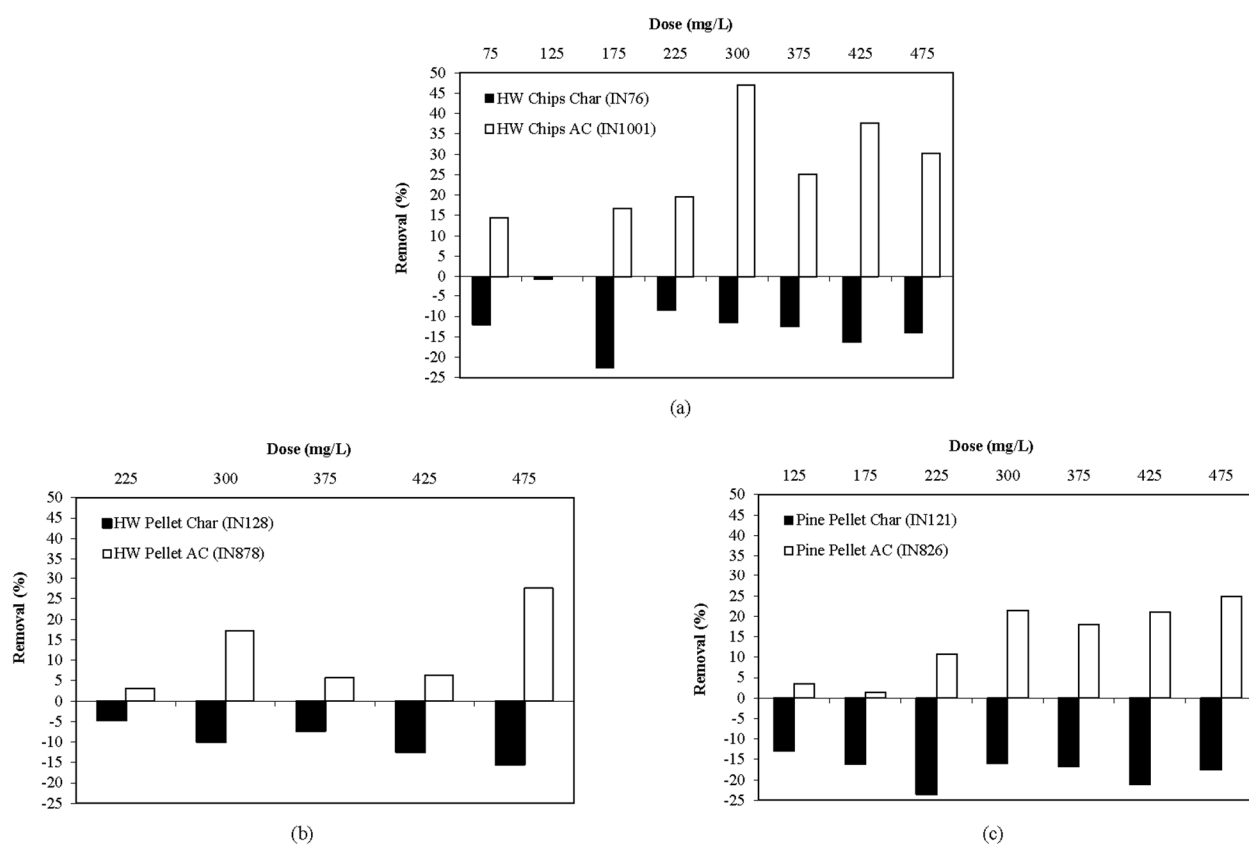 Dose (mg/L)
75 125 175 225 300 375 425 475
50
45
40
35
30
25
20
15
10
5
0
-5
-10
-15
-20
-25
Removal (%)
HW Chips Char (IN76)
HW Chips AC (IN1001)
(a)
Dose (mg/L)
225 300 375 425 475
50
45
40
35
30
25
20
15
10
5
0
-5
-10
-15
-20
-25
Removal (%)
HW Pellet Char (IN128)
HW Pellet AC (IN878)
(b)
Dose (mg/L)
125 175 225 300 375 425 475
50
45
40
35
30
25
20
15
10
5
0
-5
-10
-15
-20
-25
Removal (%)
Pine Pellet Char (IN121)
Pine Pellet AC (IN826)
(c)